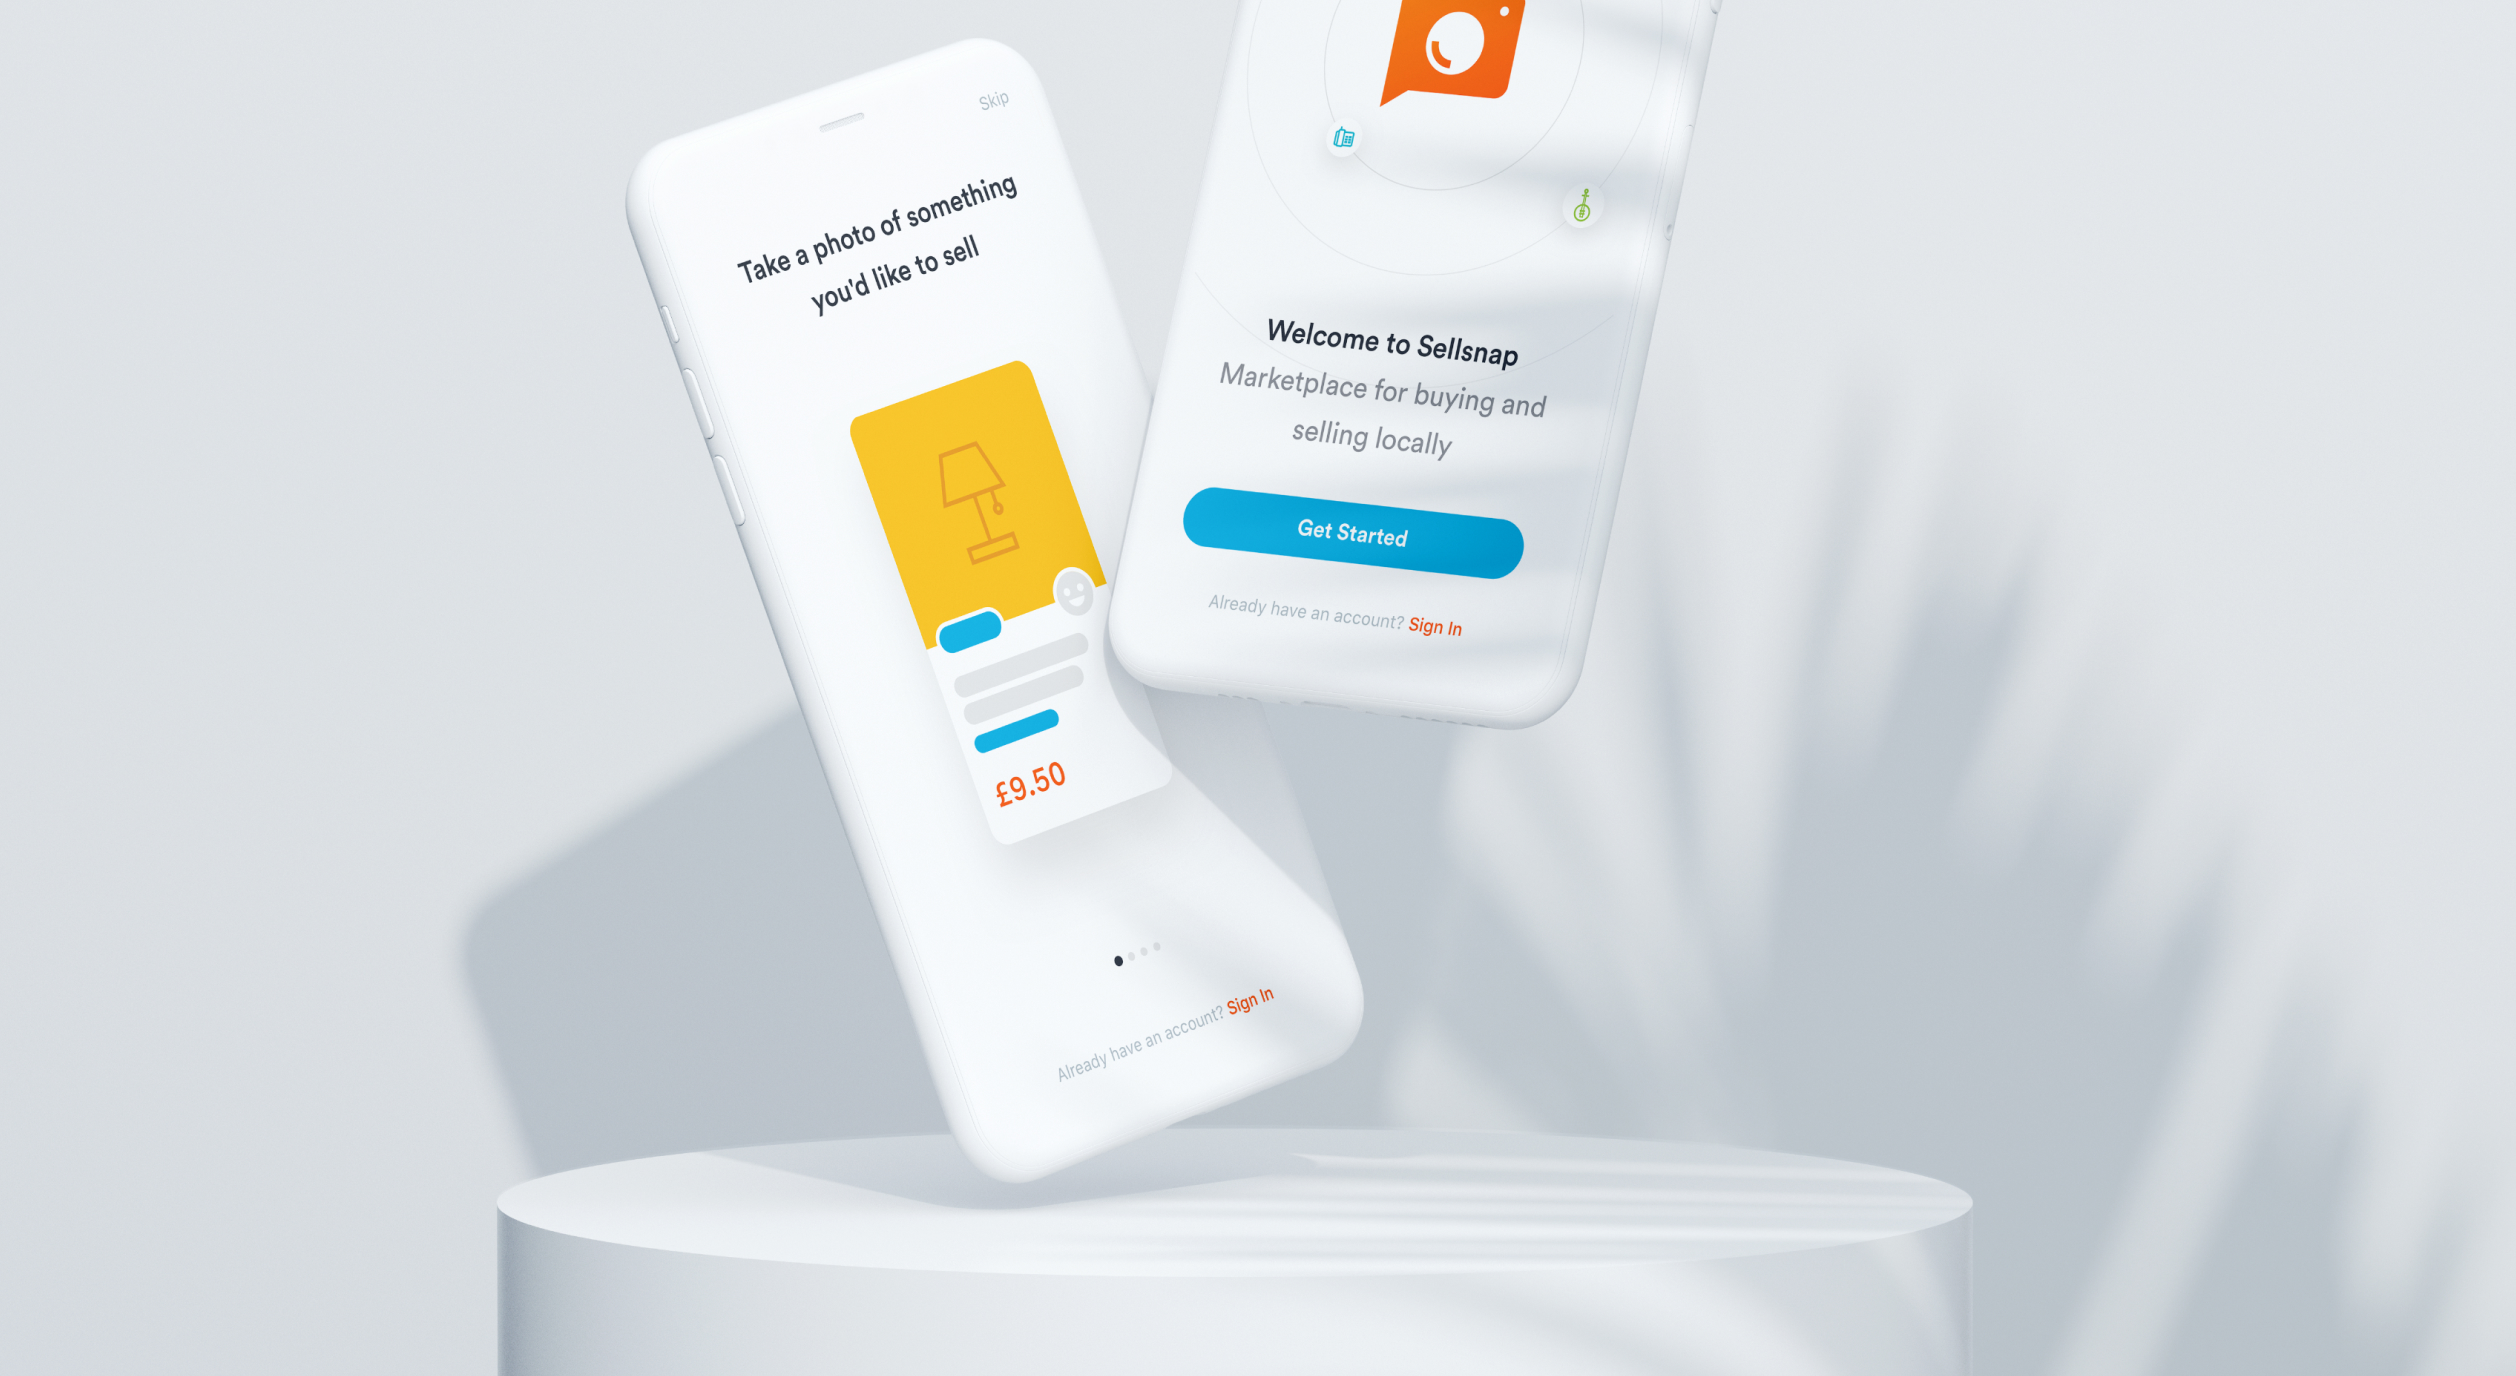 Skip
Take a photo of something
you'd like to sell
£9.50
Already have an account? Sign In
Welcome to Sellsnap
Marketplace for buying and
selling locally
Get Started
Already have an account? Sign In